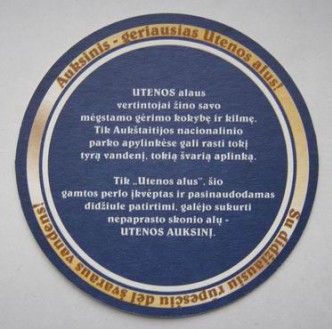 Auksinis - geriausias Utenos alus!
UTENOS alaus
vertintojai žino savo
mėgstamo gėrimo kokybę ir kilmę.
Tik Aukštaitijos nacionalinio
parko apylinkėse gali rasti tokį
tyrą vandenį, tokią švarią aplinką.
Tik „Utenos alus", šio
gamtos perlo įkvėptas ir pasinaudodamas
didžiule patirtimi, galėjo sukurti
nepaprasto skonio alų -
UTENOS AUKSINĮ.
Su didžiausiu rūpesčiu dėl švaraus vandens!